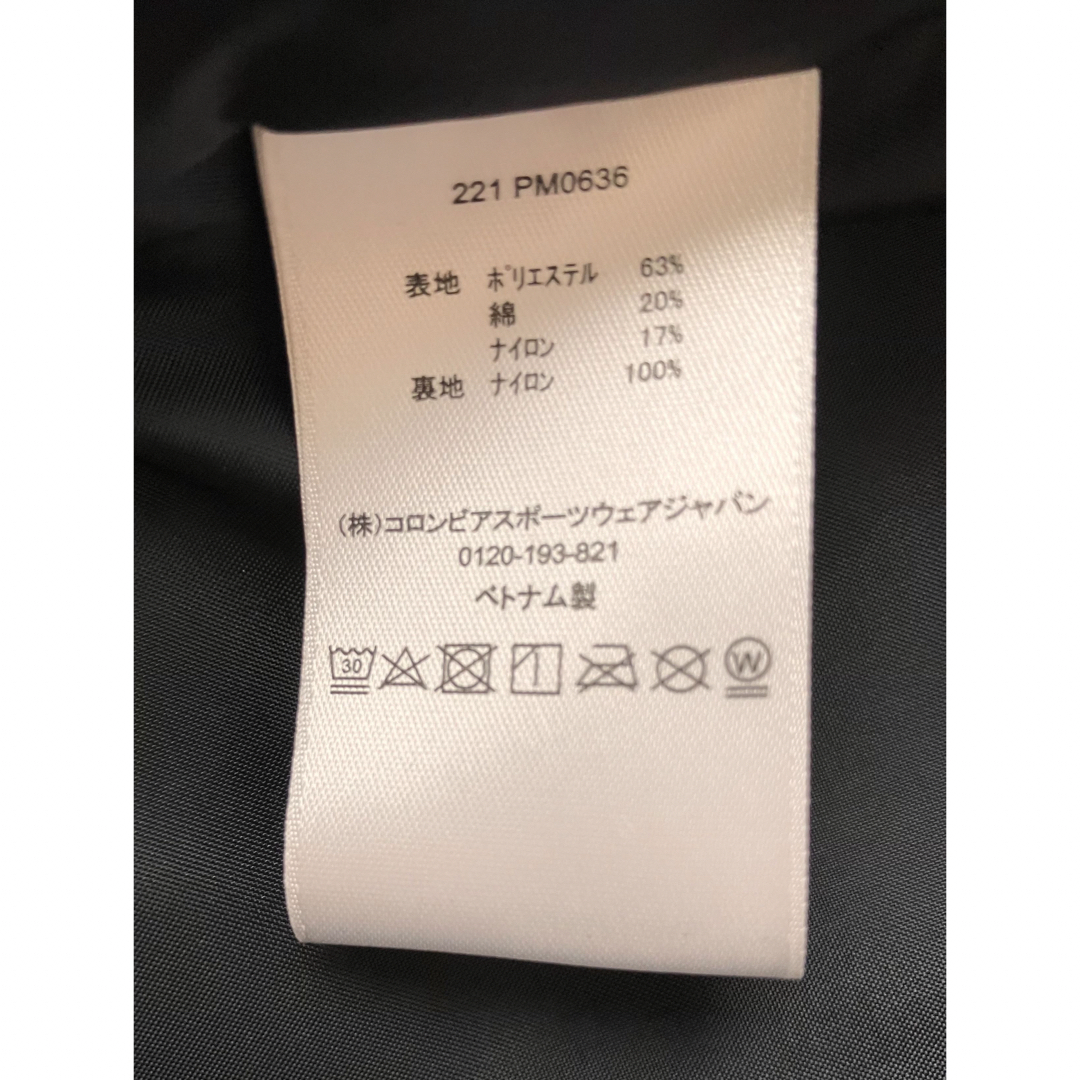 221 PM0636
表地 ポリエステル 63%
綿 20%
ナイロン 17%
裏地 ナイロン 100%
(株)コロンビアスポーツウェアジャパン
0120-193-821
ベトナム製
30 W